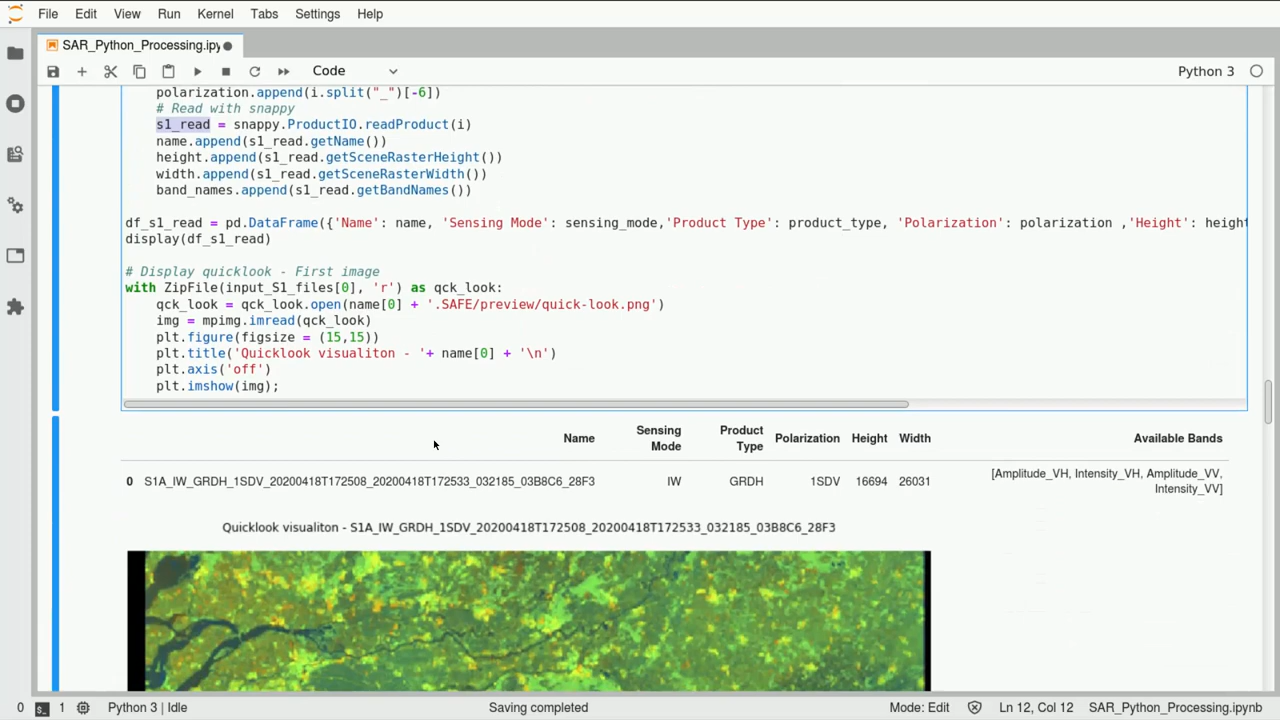 File Edit View Run Kernel Tabs Settings Help
SAR_Python_Processing.ipy
Code
Python 3
polarization.append(i.split("_")[-6])
# Read with snappy
s1_read = snappy.ProductIO.readProduct(i)
name.append(s1_read.getName())
height.append(s1_read.getSceneRasterHeight())
width.append(s1_read.getSceneRasterWidth())
band_names.append(s1_read.getBandNames())
df_s1_read = pd.DataFrame({'Name': name, 'Sensing Mode': sensing_mode,'Product Type': product_type, 'Polarization': polarization ,'Height': height
display(df_s1_read)
# Display quicklook - First image
with ZipFile(input_S1_files[0], 'r') as qck_look:
qck_look = qck_look.open(name[0] + '.SAFE/preview/quick-look.png')
img = mpimg.imread(qck_look)
plt.figure(figsize = (15,15))
plt.title('Quicklook visualiton - '+ name[0] + '\n')
plt.axis('off')
plt.imshow(img);
Name Sensing Mode Product Type Polarization Height Width Available Bands
0 S1A_IW_GRDH_1SDV_20200418T172508_20200418T172533_032185_03B8C6_28F3 IW GRDH 1SDV 16694 26031 [Amplitude_VH, Intensity_VH, Amplitude_VV,
Intensity_VV]
Quicklook visualiton - S1A_IW_GRDH_1SDV_20200418T172508_20200418T172533_032185_03B8C6_28F3
0 1 Python 3 | Idle Saving completed Mode: Edit Ln 12, Col 12 SAR_Python_Processing.ipynb